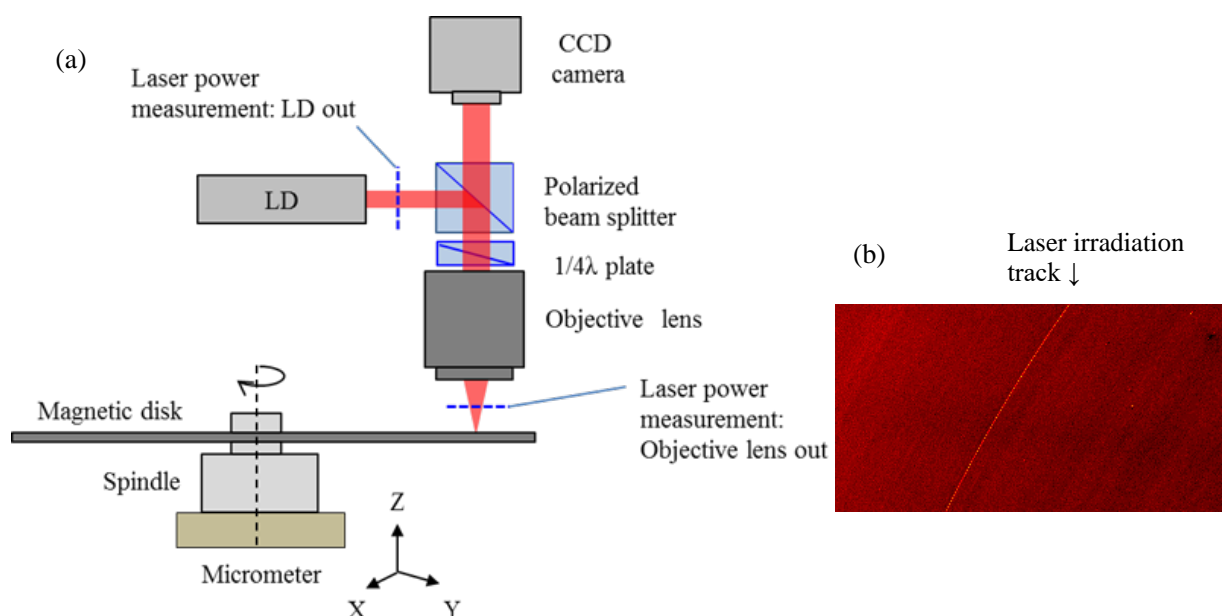 (a)
CCD
camera
Laser power
measurement: LD out
LD
Polarized
beam splitter
1/4λ plate
Objective lens
Magnetic disk
Spindle
Micrometer
Laser power
measurement:
Objective lens out
Z
X
Y
(b)
Laser irradiation
track ↓